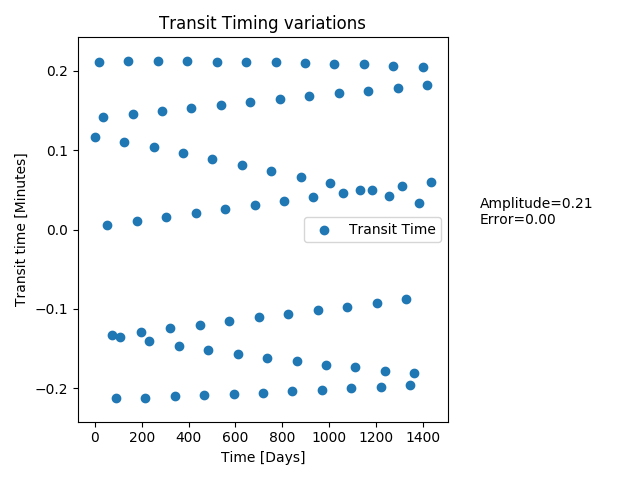 Transit Timing variations
0.2
0.1
0.0
−0.1
−0.2
Transit time [Minutes]
Transit Time
Amplitude=0.21
Error=0.00
0 200 400 600 800 1000 1200 1400
Time [Days]